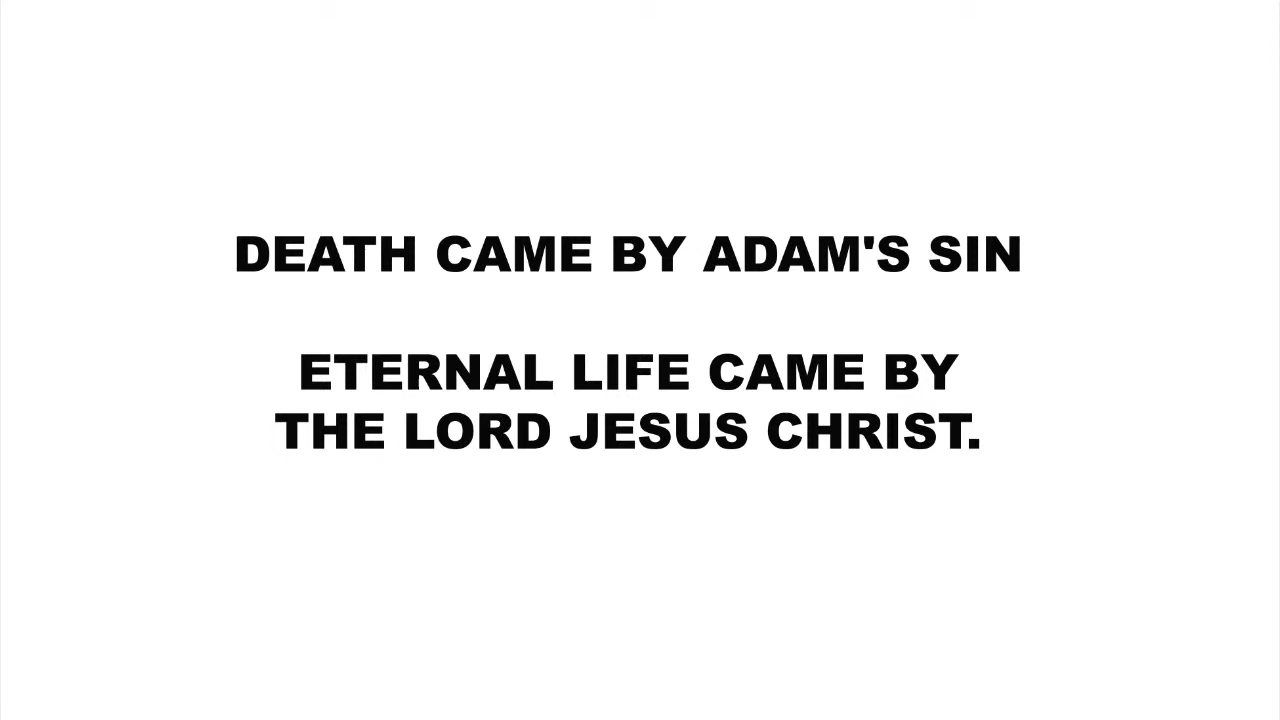 DEATH CAME BY ADAM'S SIN
ETERNAL LIFE CAME BY
THE LORD JESUS CHRIST.